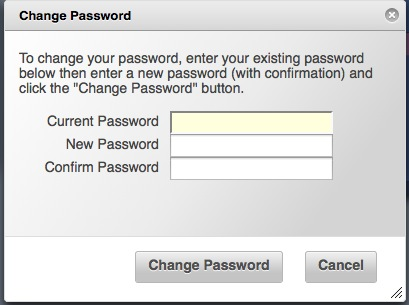 Change Password
To change your password, enter your existing password
below then enter a new password (with confirmation) and
click the "Change Password" button.
Current Password
New Password
Confirm Password
Change Password Cancel